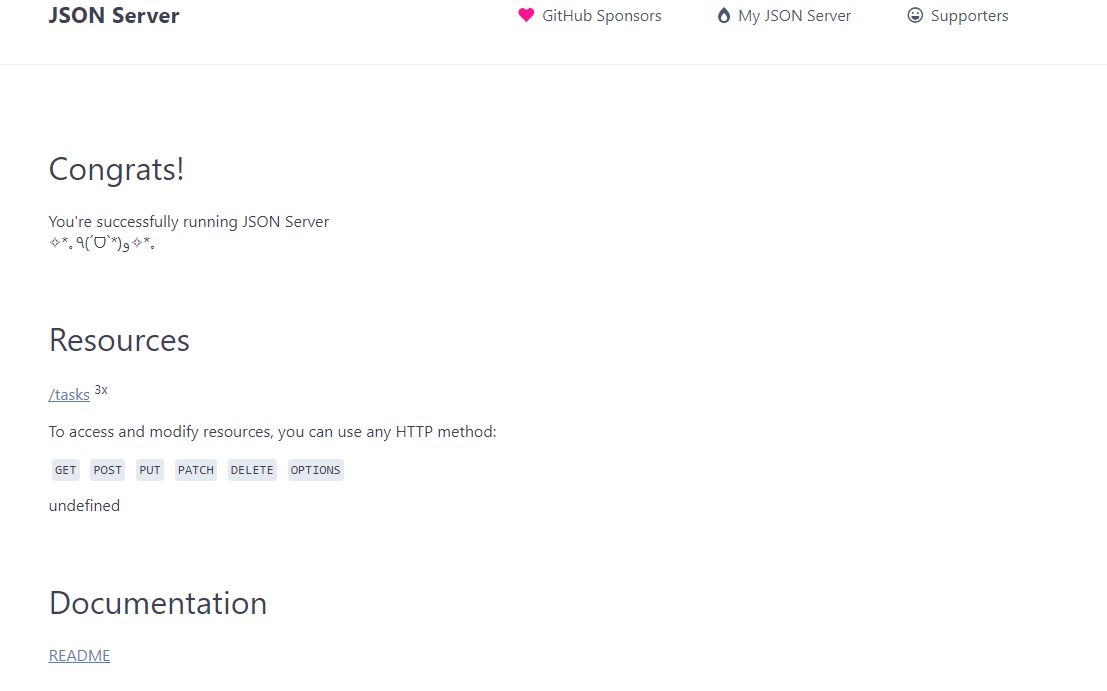 JSON Server
GitHub Sponsors
My JSON Server
Supporters
Congrats!
You're successfully running JSON Server
✧*｡٩(ˊᗜˋ*)و✧*｡
Resources
/tasks 3x
To access and modify resources, you can use any HTTP method:
GET POST PUT PATCH DELETE OPTIONS
undefined
Documentation
README